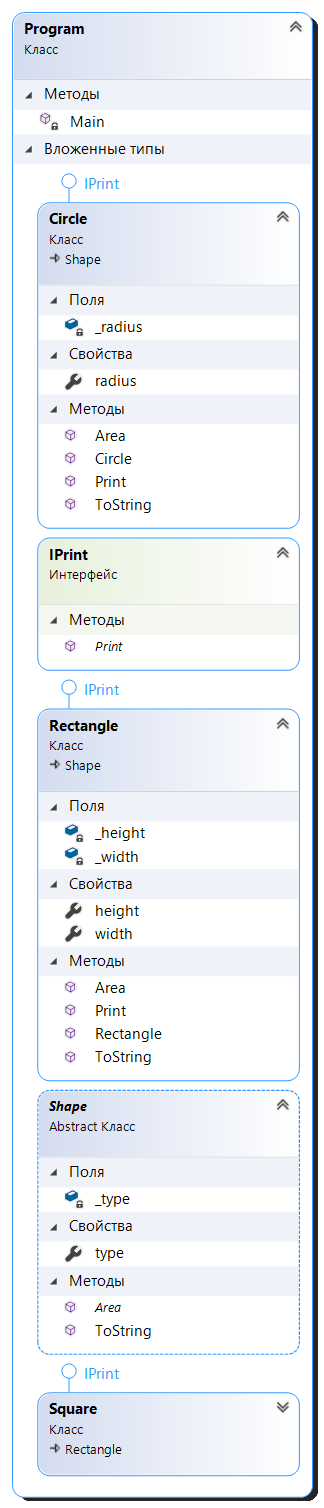 Program
Класс
Методы
Main
Вложенные типы
IPrint
Circle
Класс
Shape
Поля
_radius
Свойства
radius
Методы
Area
Circle
Print
ToString
IPrint
Интерфейс
Методы
Print
IPrint
Rectangle
Класс
Shape
Поля
_height
_width
Свойства
height
width
Методы
Area
Print
Rectangle
ToString
Shape
Abstract Класс
Поля
_type
Свойства
type
Методы
Area
ToString
IPrint
Square
Класс
Rectangle